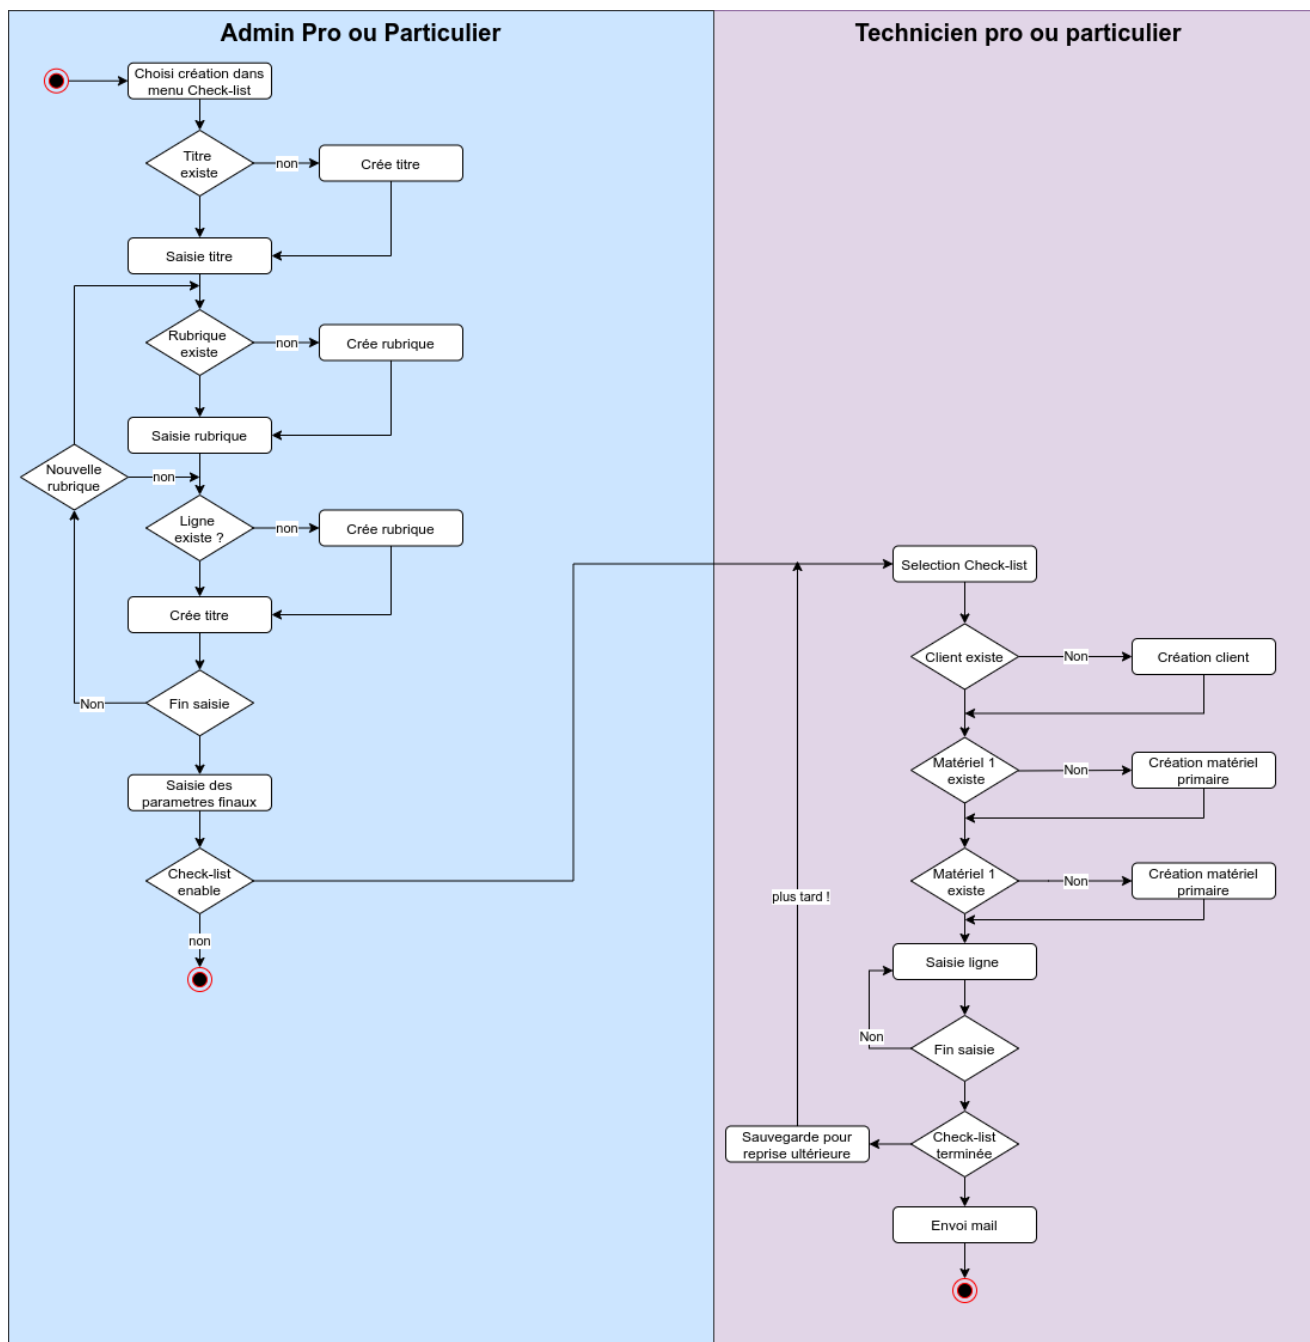 Admin Pro ou Particulier
Choisi création dans
menu Check-list
Titre
existe
non
Crée titre
Saisie titre
Rubrique
existe
non
Crée rubrique
Saisie rubrique
Nouvelle
rubrique
non
Ligne
existe ?
non
Crée rubrique
Crée titre
Fin saisie
Non
Saisie des
parametres finaux
Check-list
enable
non
Technicien pro ou particulier
Selection Check-list
Client existe
Non
Création client
Matériel 1
existe
Non
Création matériel
primaire
Matériel 1
existe
Non
Création matériel
primaire
plus tard !
Saisie ligne
Non
Fin saisie
Check-list
terminée
Sauvegarde pour
reprise ultérieure
Envoi mail